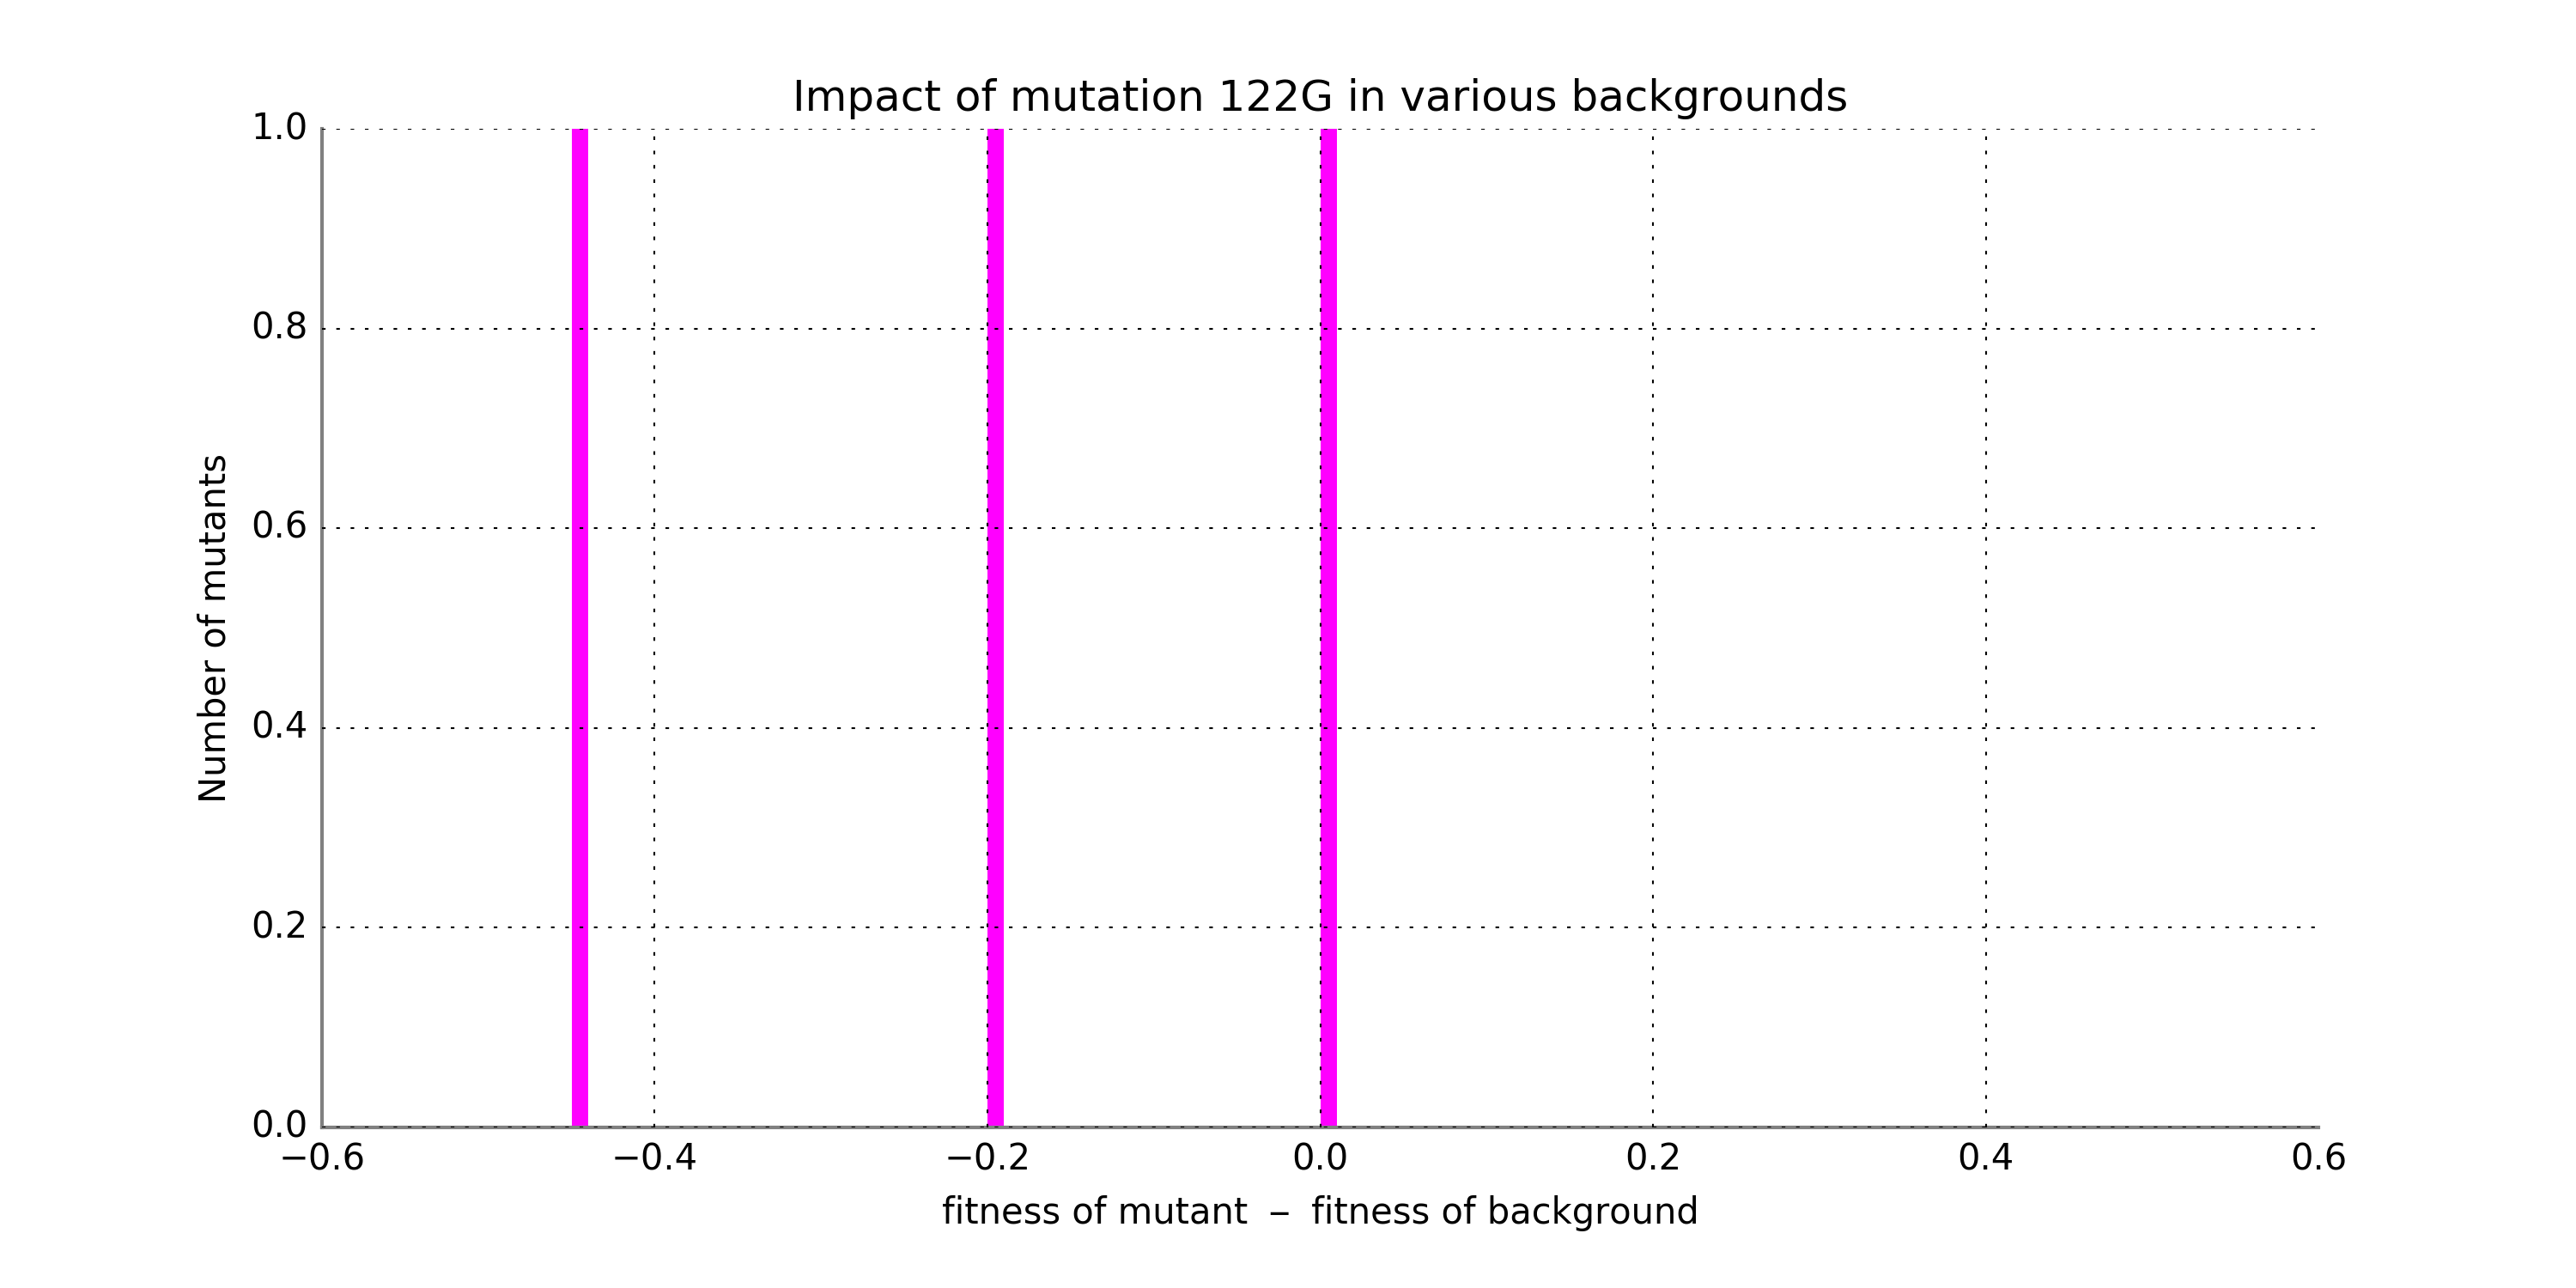 Impact of mutation 122G in various backgrounds
1.0
0.8
0.6
0.4
0.2
0.0
Number of mutants
−0.6 −0.4 −0.2 0.0 0.2 0.4 0.6
fitness of mutant − fitness of background